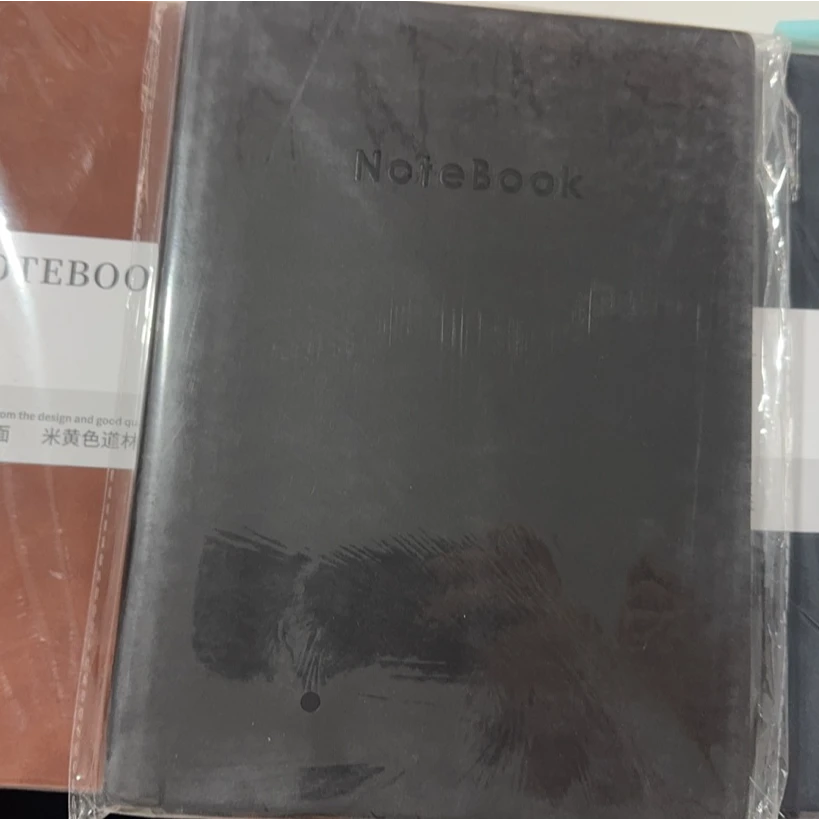 NoteBook
OTEBOO
om the design and good qu
面 米黄色道林